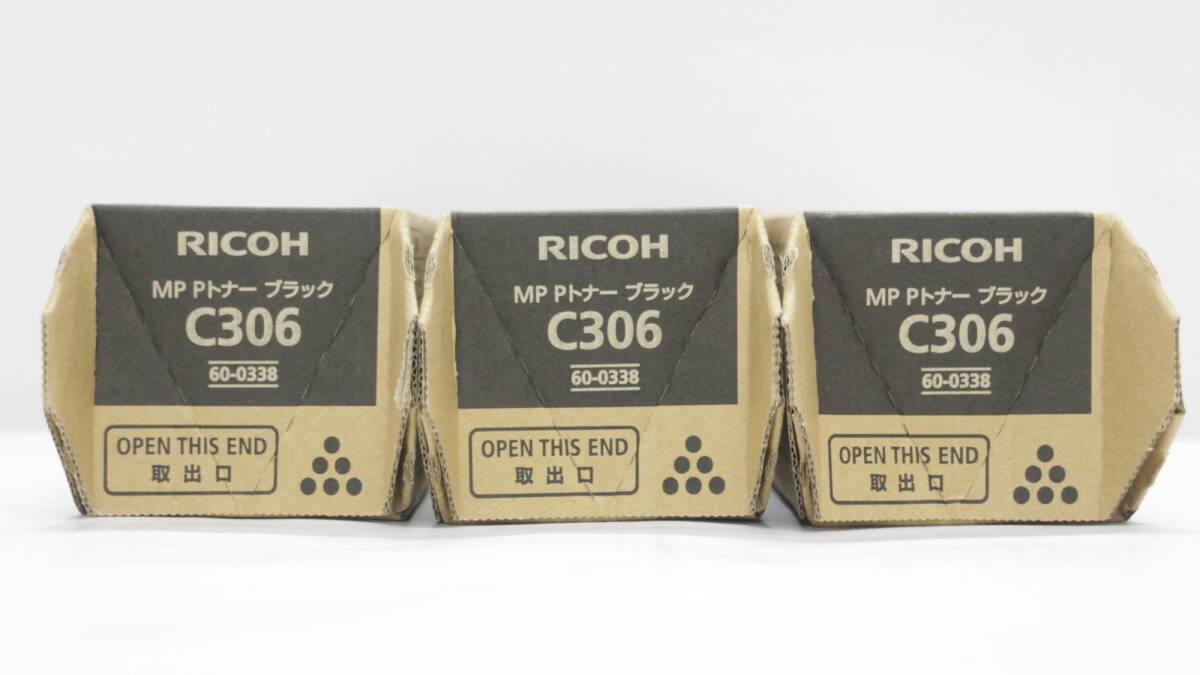 RICOH
MP Pトナー ブラック
C306
60-0338
OPEN THIS END
取出口
RICOH
MP Pトナー ブラック
C306
60-0338
OPEN THIS END
取出口
RICOH
MP Pトナー ブラック
C306
60-0338
OPEN THIS END
取出口